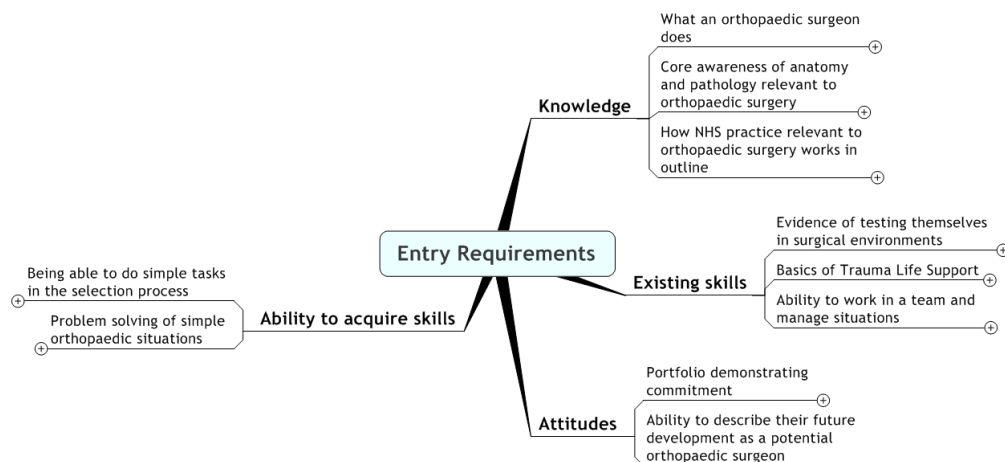 What an orthopaedic surgeon
does
Core awareness of anatomy
and pathology relevant to
orthopaedic surgery
Knowledge
How NHS practice relevant to
orthopaedic surgery works in
outline
Entry Requirements
Evidence of testing themselves
in surgical environments
Basics of Trauma Life Support
Existing skills
Ability to work in a team and
manage situations
Being able to do simple tasks
in the selection process
Ability to acquire skills
Problem solving of simple
orthopaedic situations
Portfolio demonstrating
commitment
Attitudes
Ability to describe their future
development as a potential
orthopaedic surgeon